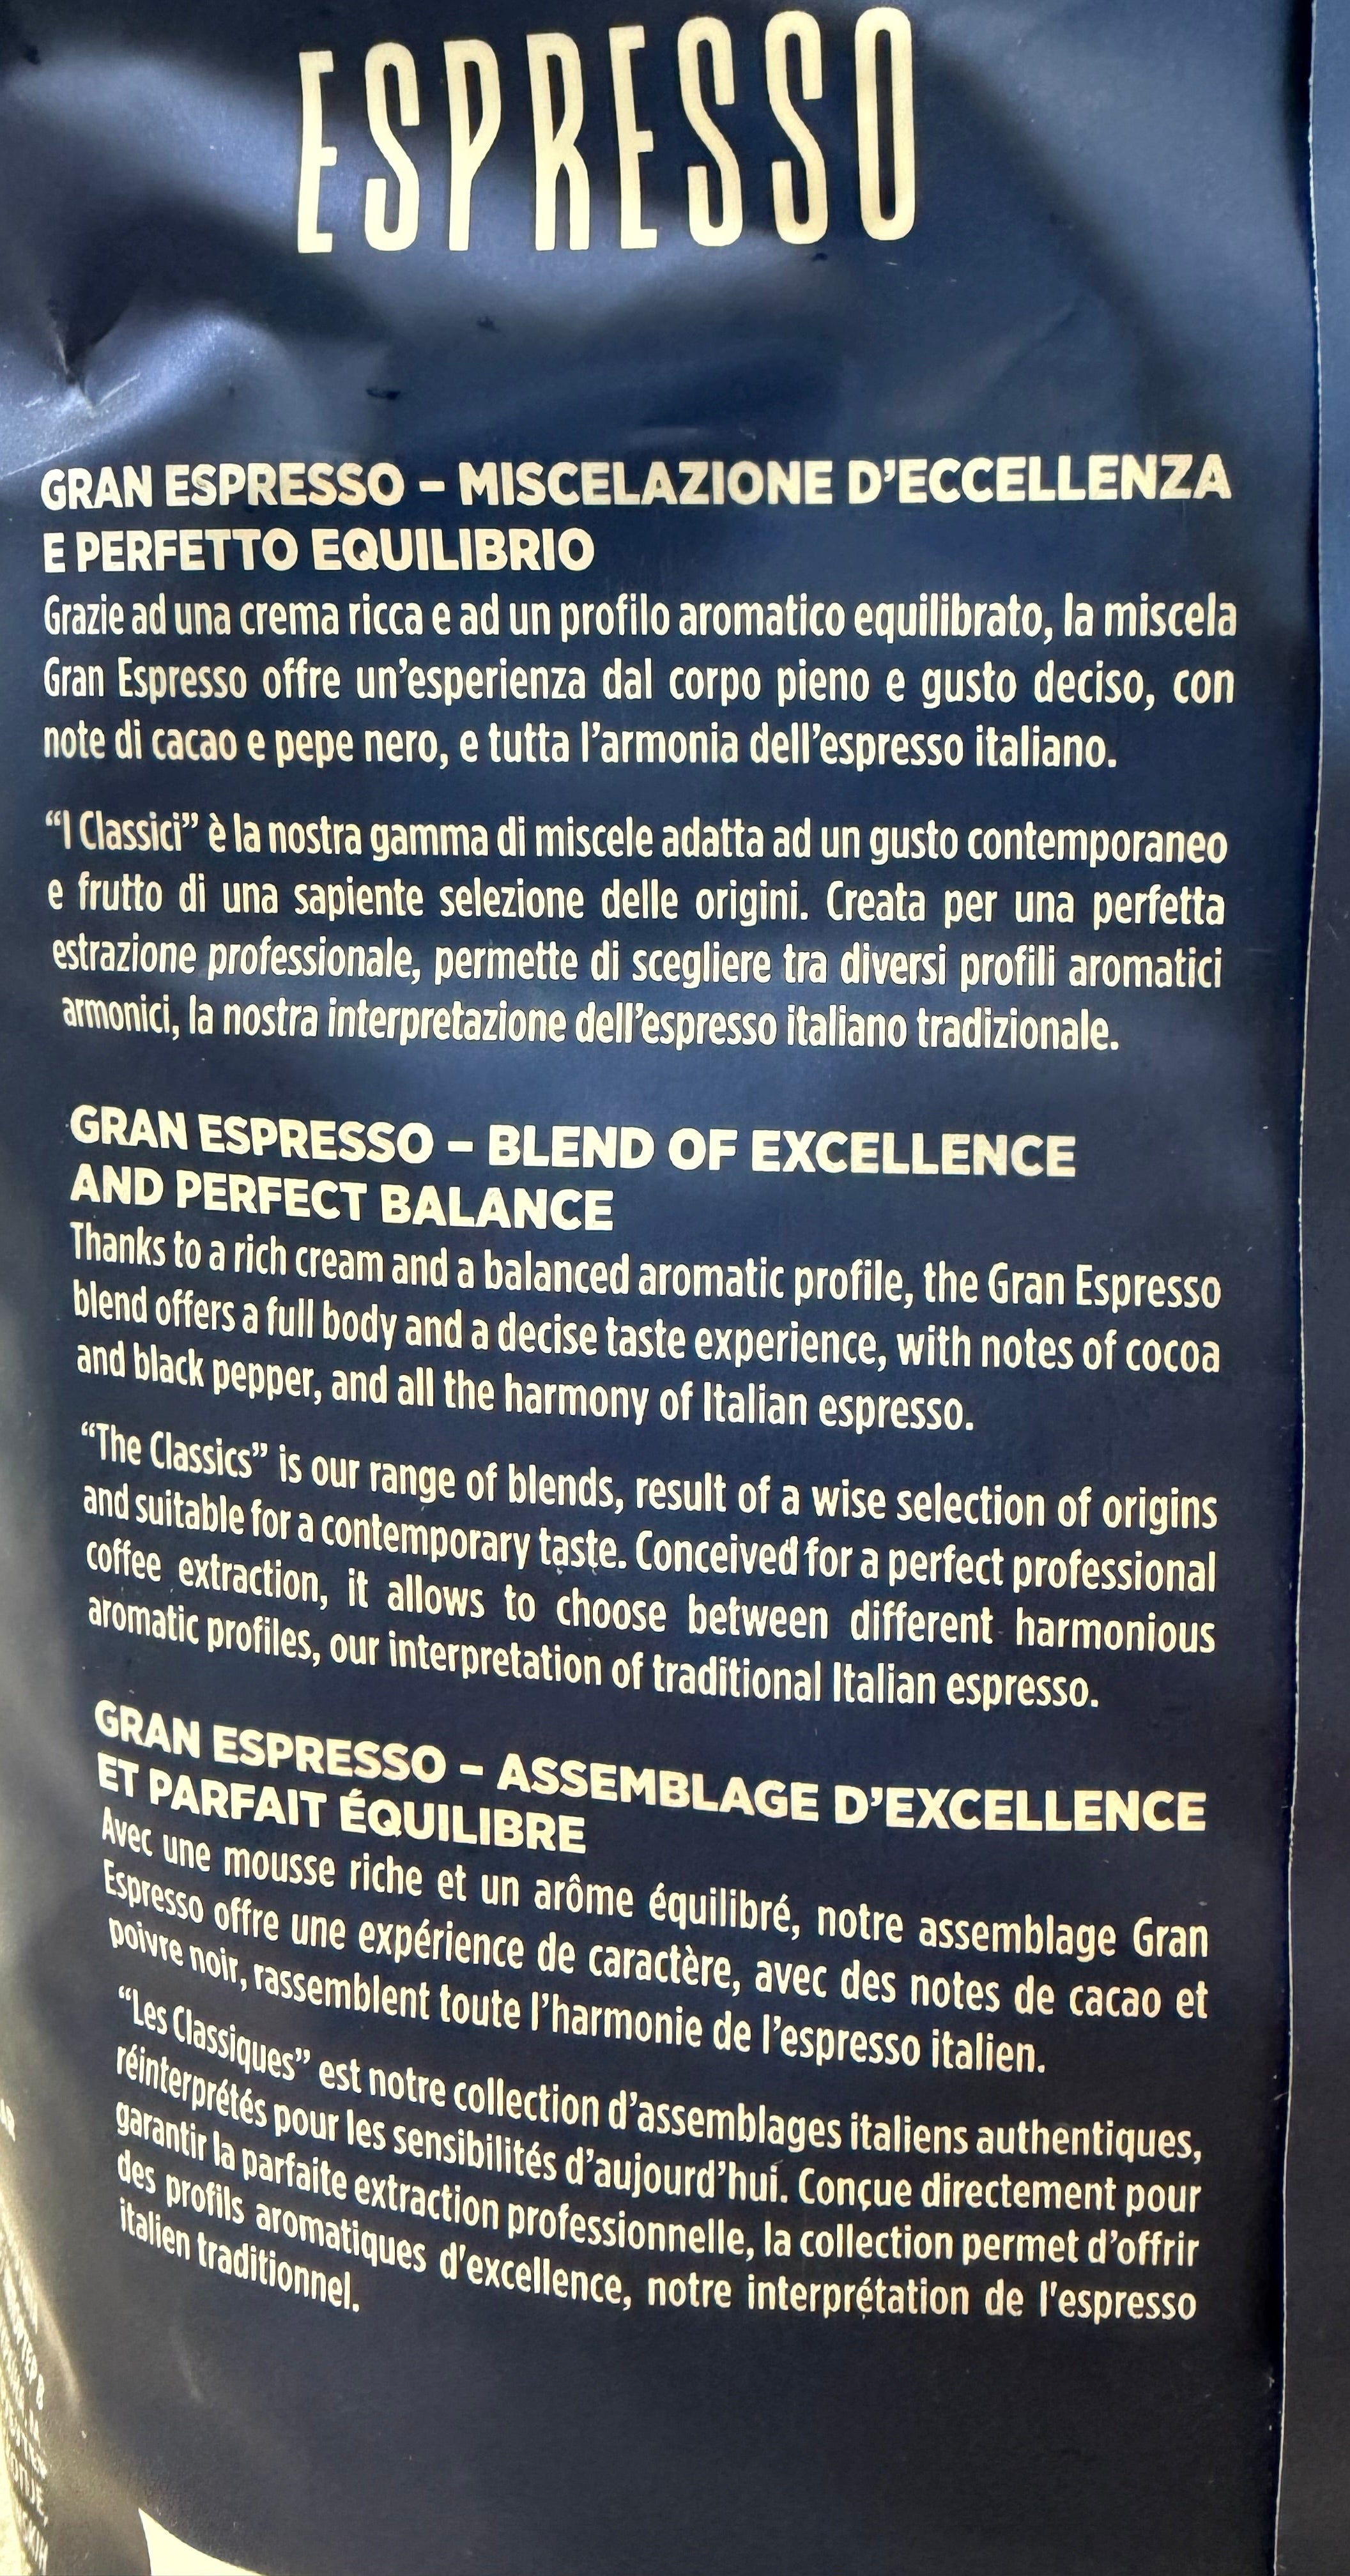 ESPRESSO
GRAN ESPRESSO – MISCELAZIONE D’ECCELLENZA
E PERFETTO EQUILIBRIO
Grazie ad una crema ricca e ad un profilo aromatico equilibrato, la miscela
Gran Espresso offre un’esperienza dal corpo pieno e gusto deciso, con
note di cacao e pepe nero, e tutta l’armonia dell’espresso italiano.
“I Classici” è la nostra gamma di miscele adatta ad un gusto contemporaneo
e frutto di una sapiente selezione delle origini. Creata per una perfetta
estrazione professionale, permette di scegliere tra diversi profili aromatici
armonici, la nostra interpretazione dell’espresso italiano tradizionale.
GRAN ESPRESSO – BLEND OF EXCELLENCE
AND PERFECT BALANCE
Thanks to a rich cream and a balanced aromatic profile, the Gran Espresso
blend offers a full body and a decise taste experience, with notes of cocoa
and black pepper, and all the harmony of Italian espresso.
“The Classics” is our range of blends, result of a wise selection of origins
and suitable for a contemporary taste. Conceived for a perfect professional
coffee extraction, it allows to choose between different harmonious
aromatic profiles, our interpretation of traditional Italian espresso.
GRAN ESPRESSO – ASSEMBLAGE D’EXCELLENCE
ET PARFAIT ÉQUILIBRE
Avec une mousse riche et un arôme équilibré, notre assemblage Gran
Espresso offre une expérience de caractère, avec des notes de cacao et
poivre noir, rassemblent toute l’harmonie de l’espresso italien.
“Les Classiques” est notre collection d’assemblages italiens authentiques,
réinterprétés pour les sensibilités d’aujourd’hui. Conçue directement pour
garantir la parfaite extraction professionnelle, la collection permet d’offrir
des profils aromatiques d'excellence, notre interprétation de l'espresso
italien traditionnel.